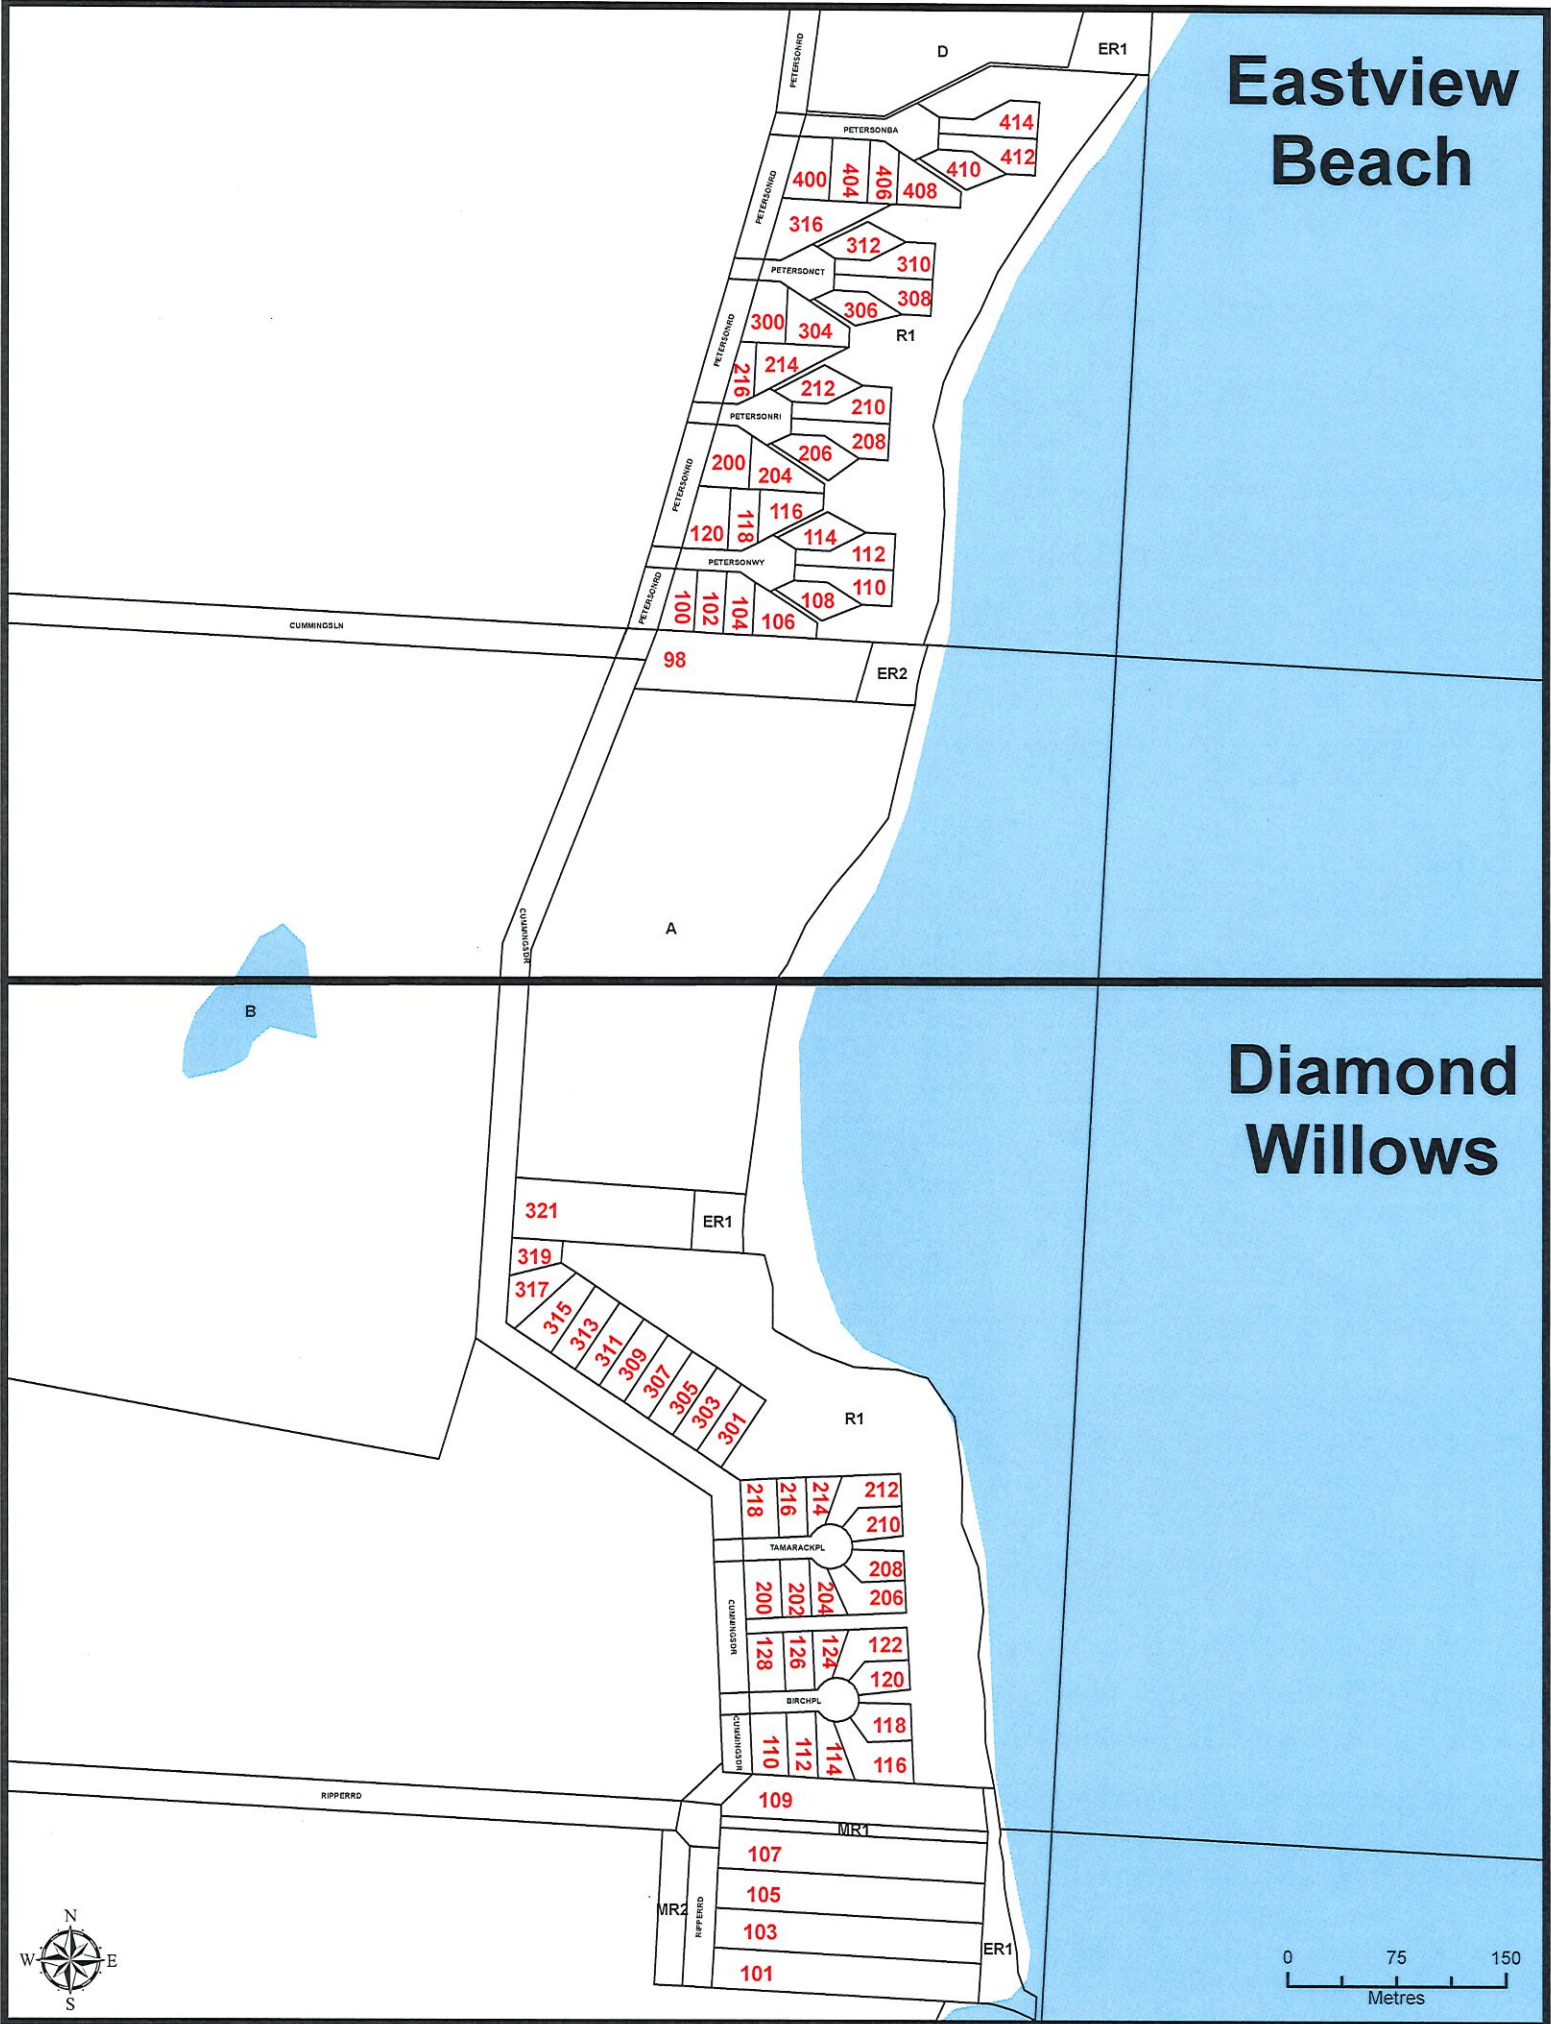 Eastview
Beach
PETERSONRD
D
ER1
PETERSONBA
414
412
410
400
404
406
408
PETERSONRD
316
312
310
PETERSONCT
308
306
R1
300
304
PETERSONRD
214
216
212
210
PETERSONRI
208
206
200
204
PETERSONRD
116
118
120
114
112
PETERSONWY
110
108
PETERSONRD
100
102
104
106
CUMMINGSLN
98
ER2
CUMMINGSDR
A
B
Diamond
Willows
321
ER1
319
317
315
313
311
309
307
305
303
301
R1
218
216
214
212
210
TAMARACKPL
208
206
200
202
204
CUMMINGSDR
128
126
124
122
120
BIRCHPL
118
116
CUMMINGSDR
110
112
114
RIPPERRD
109
MR1
107
105
MR2
RIPPERRD
103
101
ER1
N
W
E
S
0 75 150
Metres